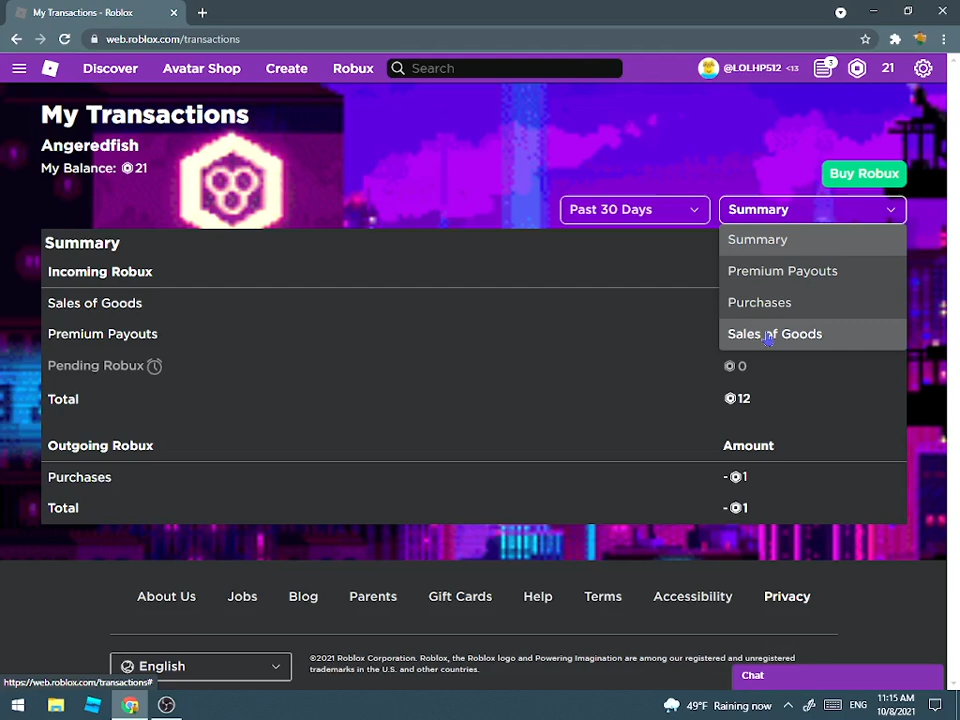 My Transactions - Roblox
web.roblox.com/transactions
Discover
Avatar Shop
Create
Robux
Search
@LOLHP512 <13
3
21
My Transactions
Angeredfish
My Balance: 21
Buy Robux
Past 30 Days
Summary
Summary
Summary
Incoming Robux
Premium Payouts
Sales of Goods
Purchases
Premium Payouts
Sales of Goods
Pending Robux
0
Total
12
Outgoing Robux
Amount
Purchases
- 1
Total
- 1
About Us
Jobs
Blog
Parents
Gift Cards
Help
Terms
Accessibility
Privacy
English
©2021 Roblox Corporation. Roblox, the Roblox logo and Powering Imagination are among our registered and unregistered
trademarks in the U.S. and other countries.
Chat
https://web.roblox.com/transactions#
49°F Raining now
ENG
11:15 AM
10/8/2021